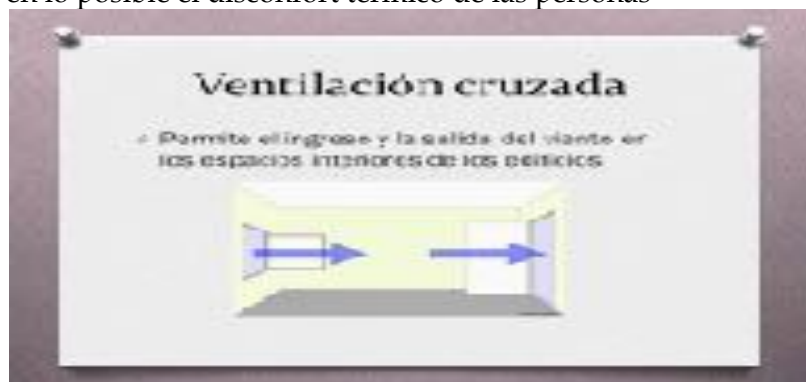 en lo posible el disconfort térmico de las personas
Ventilación cruzada
Permite el ingreso y la salida del viento en
los espacios interiores de los edificios